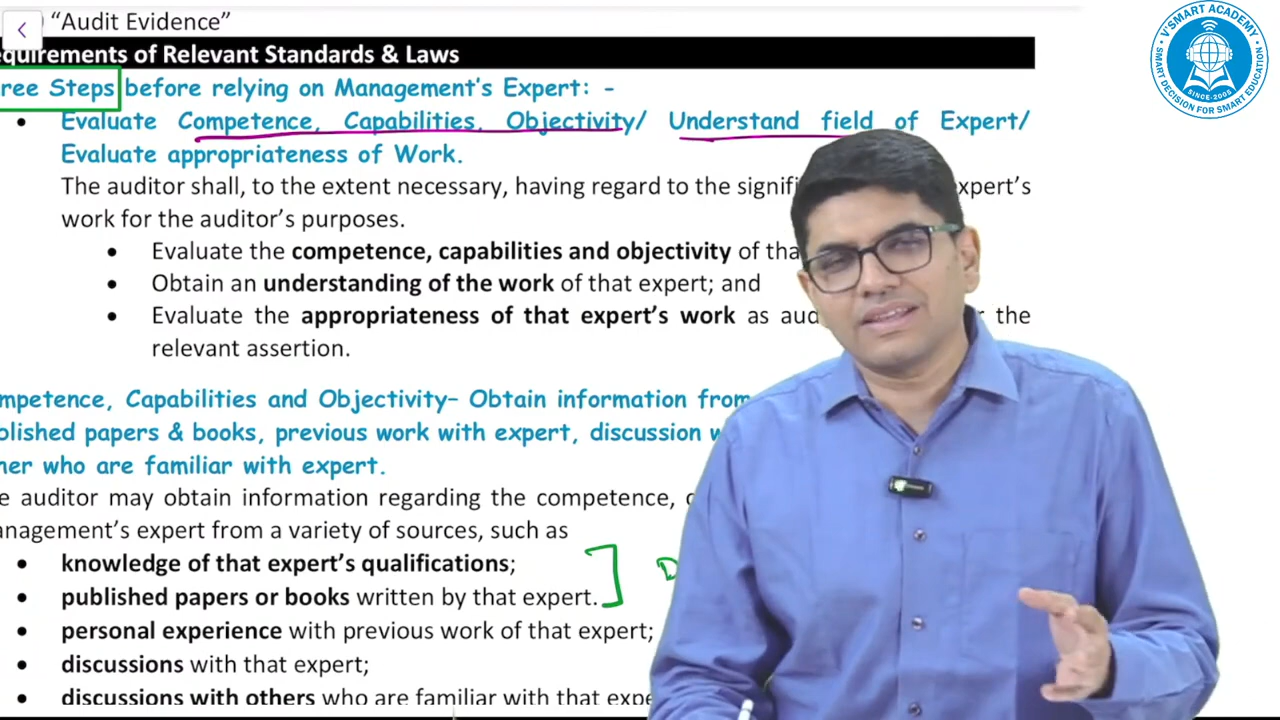 “Audit Evidence”
equirements of Relevant Standards & Laws
ree Steps before relying on Management’s Expert: -
• Evaluate Competence, Capabilities, Objectivity/ Understand field of Expert/
Evaluate appropriateness of Work.
The auditor shall, to the extent necessary, having regard to the signifi xpert’s
work for the auditor’s purposes.
• Evaluate the competence, capabilities and objectivity of tha
• Obtain an understanding of the work of that expert; and
• Evaluate the appropriateness of that expert’s work as aud the
relevant assertion.
mpetence, Capabilities and Objectivity– Obtain information from
blished papers & books, previous work with expert, discussion w
her who are familiar with expert.
e auditor may obtain information regarding the competence, c
anagement’s expert from a variety of sources, such as
• knowledge of that expert’s qualifications;
• published papers or books written by that expert.
D
• personal experience with previous work of that expert;
• discussions with that expert;
• discussions with others who are familiar with that expe
V'SMART ACADEMY
SMART DECISION FOR SMART EDUCATION
SINCE-2005